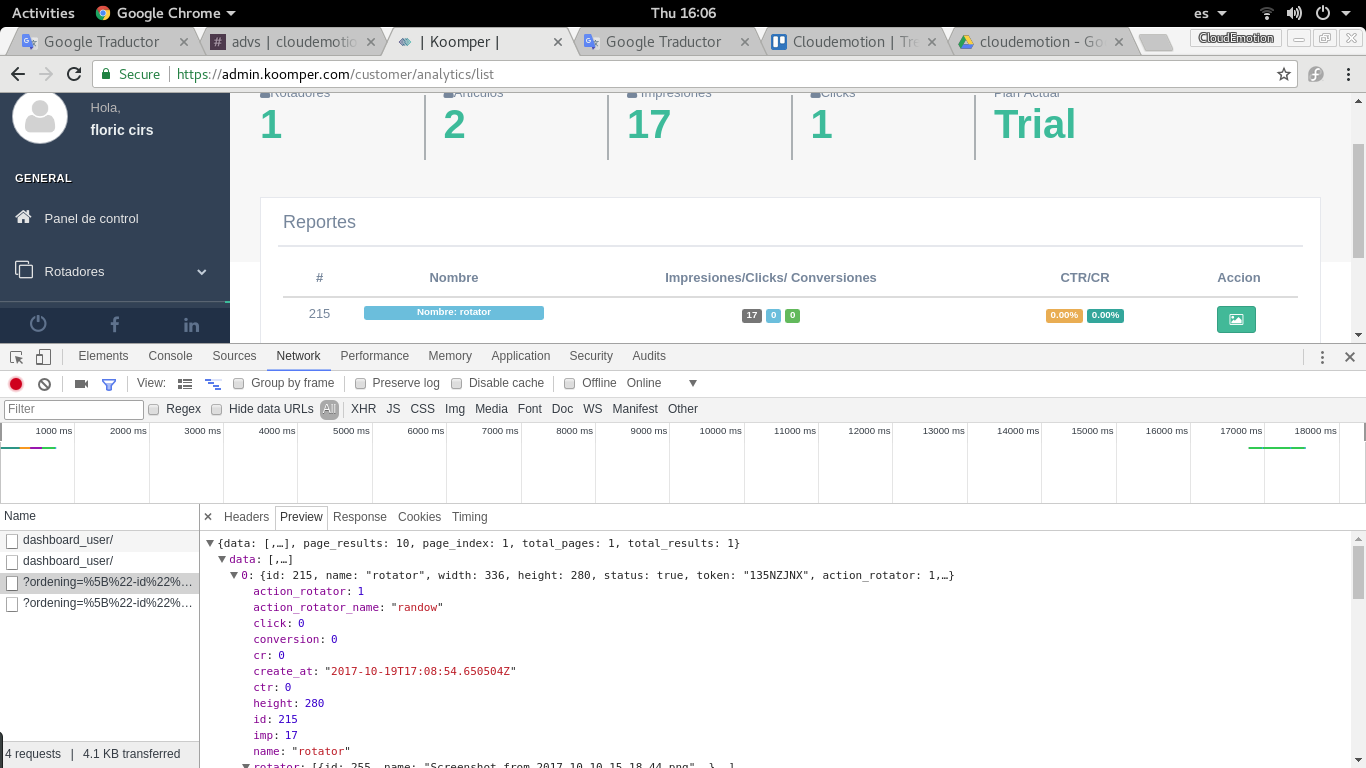 Activities Google Chrome Thu 16:06 es
Google Traductor advs | cloudemotio | Koomper | Google Traductor Cloudemotion | Tre cloudemotion - Go CloudEmotion
Secure https://admin.koomper.com/customer/analytics/list
Hola,
floric cirs
GENERAL
Panel de control
Rotadores
Rotadores Articulos Impresiones Clicks Plan Actual
1 2 17 1 Trial
Reportes
# Nombre Impresiones/Clicks/ Conversiones CTR/CR Accion
215 Nombre: rotator 17 0 0 0.00% 0.00%
Elements Console Sources Network Performance Memory Application Security Audits
View: Group by frame Preserve log Disable cache Offline Online
Filter Regex Hide data URLs All XHR JS CSS Img Media Font Doc WS Manifest Other
1000 ms 2000 ms 3000 ms 4000 ms 5000 ms 6000 ms 7000 ms 8000 ms 9000 ms 10000 ms 11000 ms 12000 ms 13000 ms 14000 ms 15000 ms 16000 ms 17000 ms 18000 ms
Name
dashboard_user/
dashboard_user/
?ordening=%5B%22-id%22%...
?ordening=%5B%22-id%22%...
4 requests | 4.1 KB transferred
Headers Preview Response Cookies Timing
{data: [,…], page_results: 10, page_index: 1, total_pages: 1, total_results: 1}
data: [,…]
0: {id: 215, name: "rotator", width: 336, height: 280, status: true, token: "135NZJNX", action_rotator: 1,…}
action_rotator: 1
action_rotator_name: "randow"
click: 0
conversion: 0
cr: 0
create_at: "2017-10-19T17:08:54.650504Z"
ctr: 0
height: 280
id: 215
imp: 17
name: "rotator"
rotator: [{id: 255, name: "Screenshot from 2017-10-10 15-18-44.png",…},…]